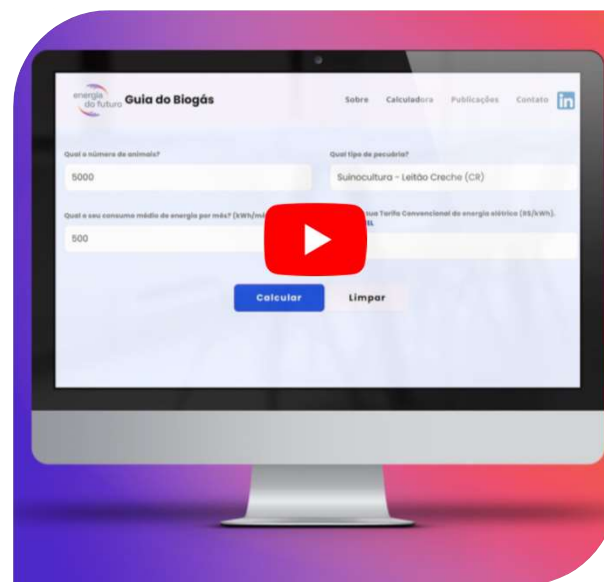 energia
do futuro
Guia do Biogás
Sobre Calculadora Publicações Contato in
Qual o número de animais?
Qual tipo de pecuária?
5000
Suinocultura - Leitão Creche (CR)
Qual o seu consumo médio de energia por mês? (kWh/mês)
sua Tarifa Convencional de energia elétrica (R$/kWh).
500
Calcular Limpar